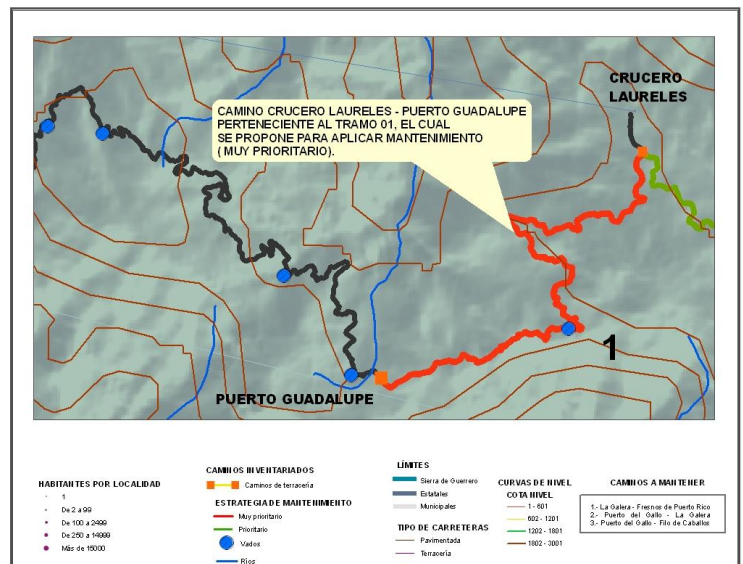 CRUCERO
LAURELES
CAMINO CRUCERO LAURELES - PUERTO GUADALUPE
PERTENECIENTE AL TRAMO 01, EL CUAL
SE PROPONE PARA APLICAR MANTENIMIENTO
( MUY PRIORITARIO).
1
PUERTO GUADALUPE
HABITANTES POR LOCALIDAD
1
De 2 a 99
De 100 a 2499
De 250 a 14999
Más de 15000
CAMINOS INVENTARIADOS
Caminos de terracería
ESTRATEGIA DE MANTENIMIENTO
Muy prioritario
Prioritario
Vados
Ríos
LÍMITES
Sierra de Guerrero
Estatales
Municipales
TIPO DE CARRETERAS
Pavimentada
Terracería
CURVAS DE NIVEL
COTA NIVEL
1 - 601
602 - 1201
1202 - 1801
1802 - 3001
CAMINOS A MANTENER
1.- La Galera - Fresnos de Puerto Rico
2.- Puerto del Gallo - La Galera
3.- Puerto del Gallo - Filo de Caballos